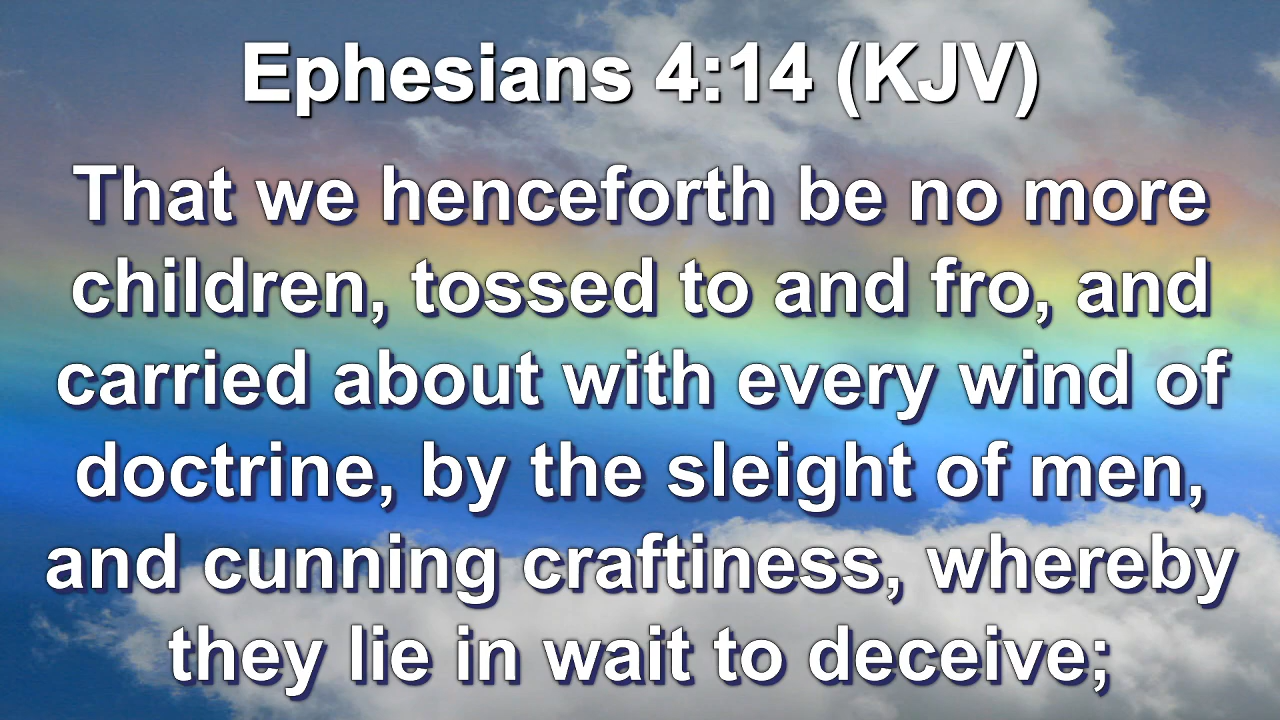 Ephesians 4:14 (KJV)
That we henceforth be no more
children, tossed to and fro, and
carried about with every wind of
doctrine, by the sleight of men,
and cunning craftiness, whereby
they lie in wait to deceive;